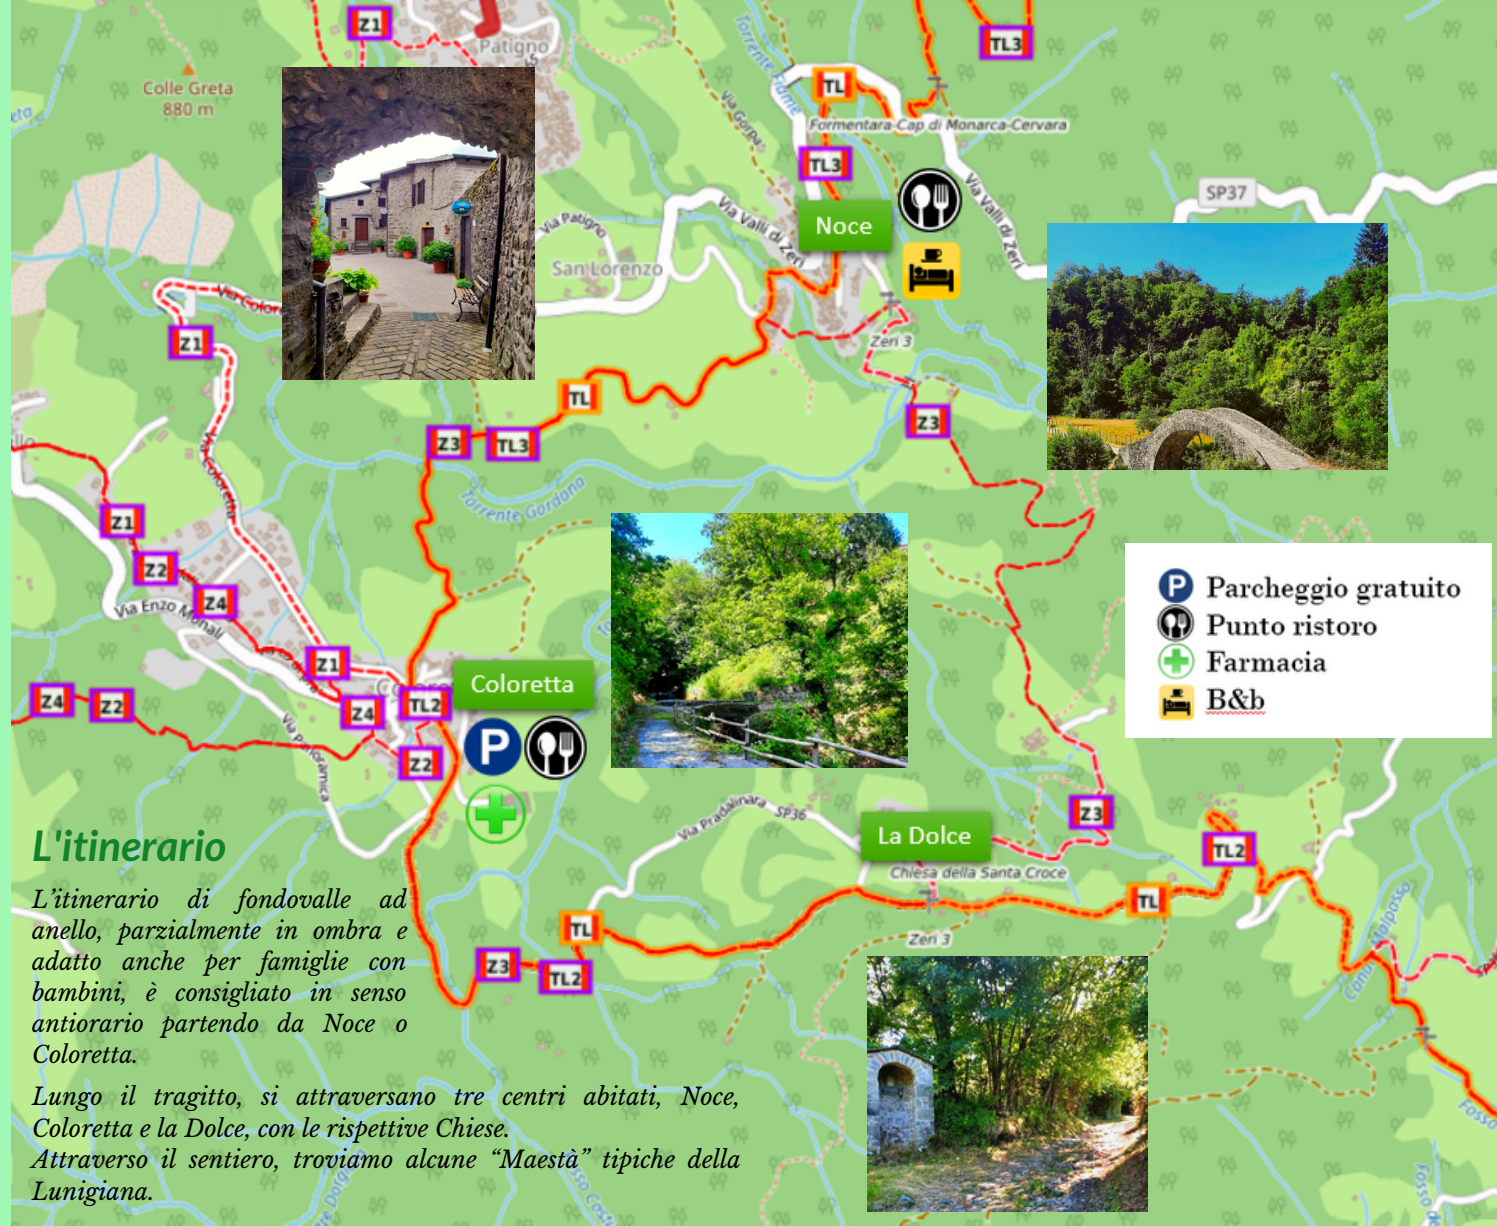 Z1
Patigno
TL3
Colle Greta
880 m
Torrente Fiume
TL
Via Gorpa
Formentara-Cap di Monarca-Cervara
TL3
SP37
Noce
Via Valli di Zeri
Via Valli di Zeri
Via Patigno
San Lorenzo
Z1
Zeri 3
TL
Z3
TL3
Z3
Via Coloretta
Torrente Gordana
Z1
Z2
Z4
Via Enzo Monali
Parcheggio gratuito
Punto ristoro
Farmacia
B&b
Z1
Coloretta
Z4
Z2
Z4
TL2
P
Z2
Via Panoramica
Via Pradalinara
SP36
Z3
La Dolce
TL2
Chiesa della Santa Croce
TL
TL
Zeri 3
Z3
TL2
Canale Malpasso
L'itinerario
L'itinerario di fondovalle ad
anello, parzialmente in ombra e
adatto anche per famiglie con
bambini, è consigliato in senso
antiorario partendo da Noce o
Coloretta.
Lungo il tragitto, si attraversano tre centri abitati, Noce,
Coloretta e la Dolce, con le rispettive Chiese.
Attraverso il sentiero, troviamo alcune “Maestà” tipiche della
Lunigiana.
Fosso